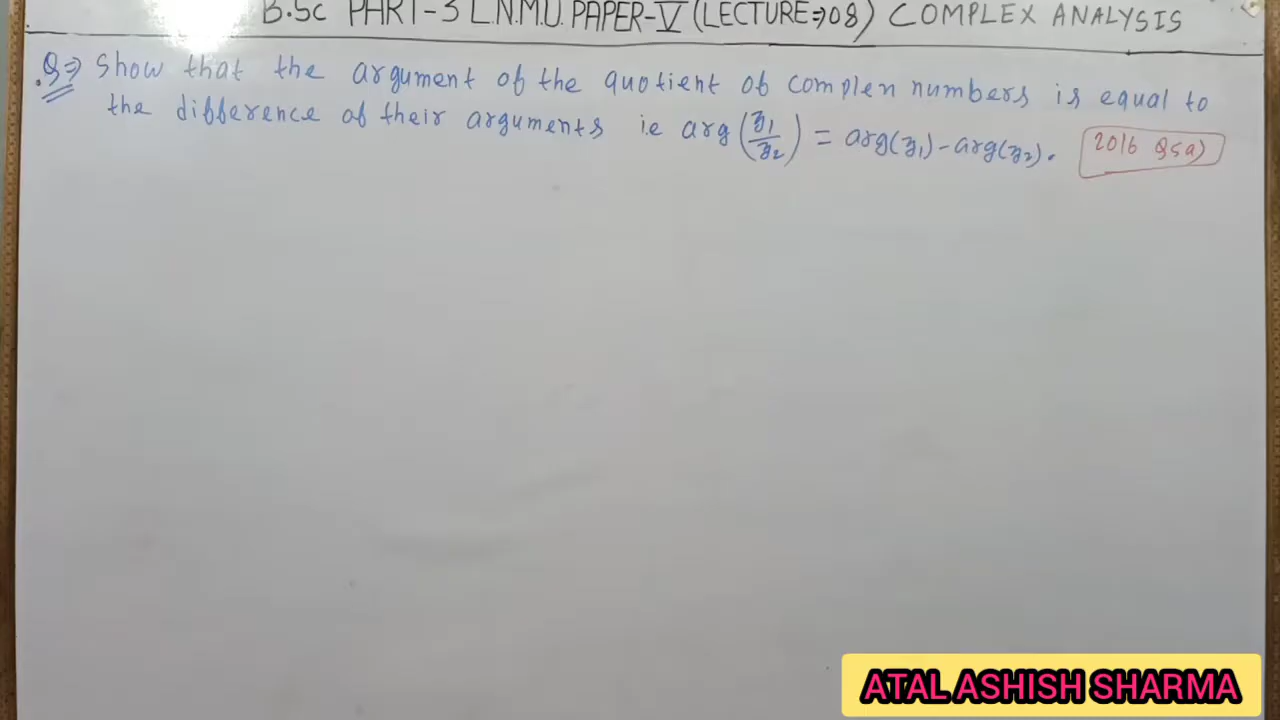 B.Sc PART-3 L.N.M.U. PAPER-V (LECTURE⇒08) COMPLEX ANALYSIS
Q⇒ Show that the argument of the quotient of complex numbers is equal to
the difference of their arguments ie arg(z₁/z₂) = arg(z₁) - arg(z₂). 2016 Q5a)
ATAL ASHISH SHARMA